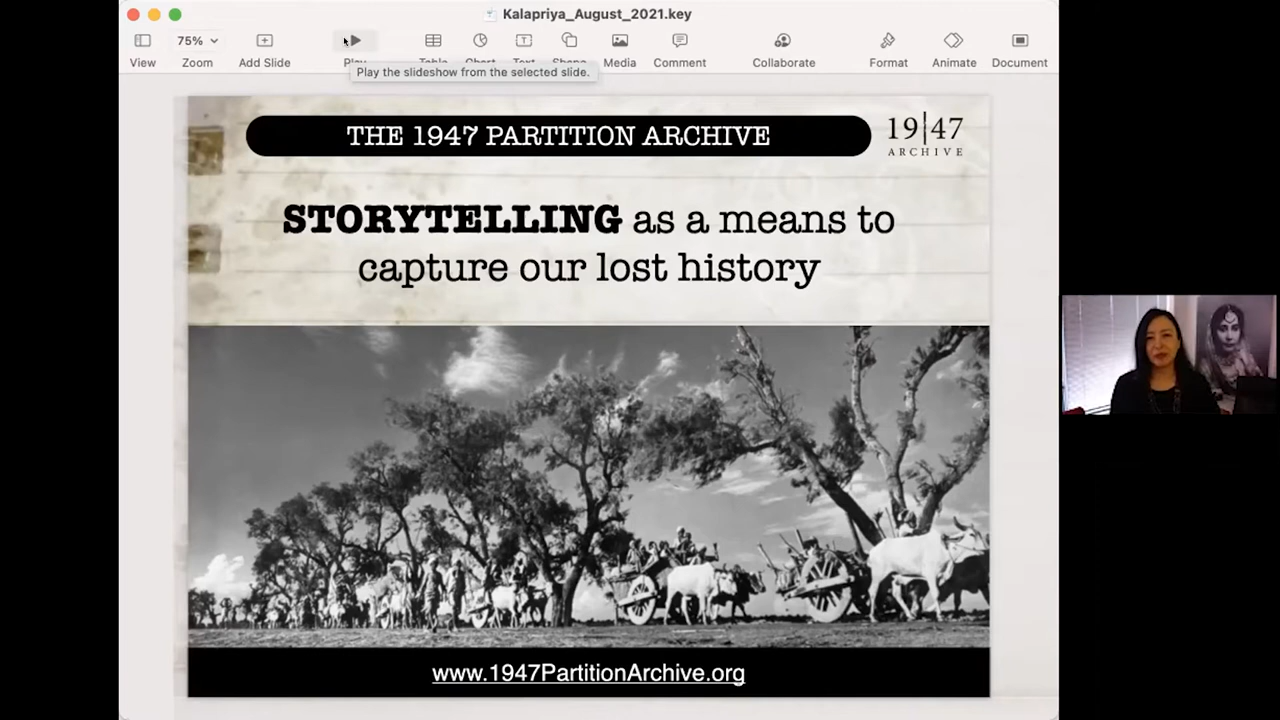 Kalapriya_August_2021.key
75%
View
Zoom
Add Slide
Play
Table
Chart
Text
Shape
Media
Comment
Collaborate
Format
Animate
Document
Play the slideshow from the selected slide.
THE 1947 PARTITION ARCHIVE
19|47
ARCHIVE
STORYTELLING as a means to
capture our lost history
www.1947PartitionArchive.org